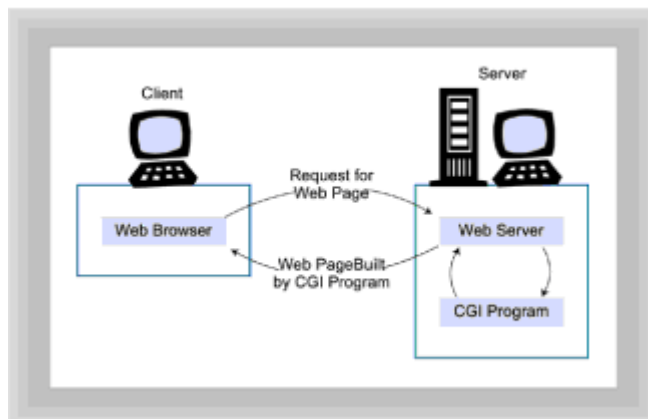 Server
Client
Request for
Web Page
Web Browser
Web Server
Web PageBuilt
by CGI Program
CGI Program